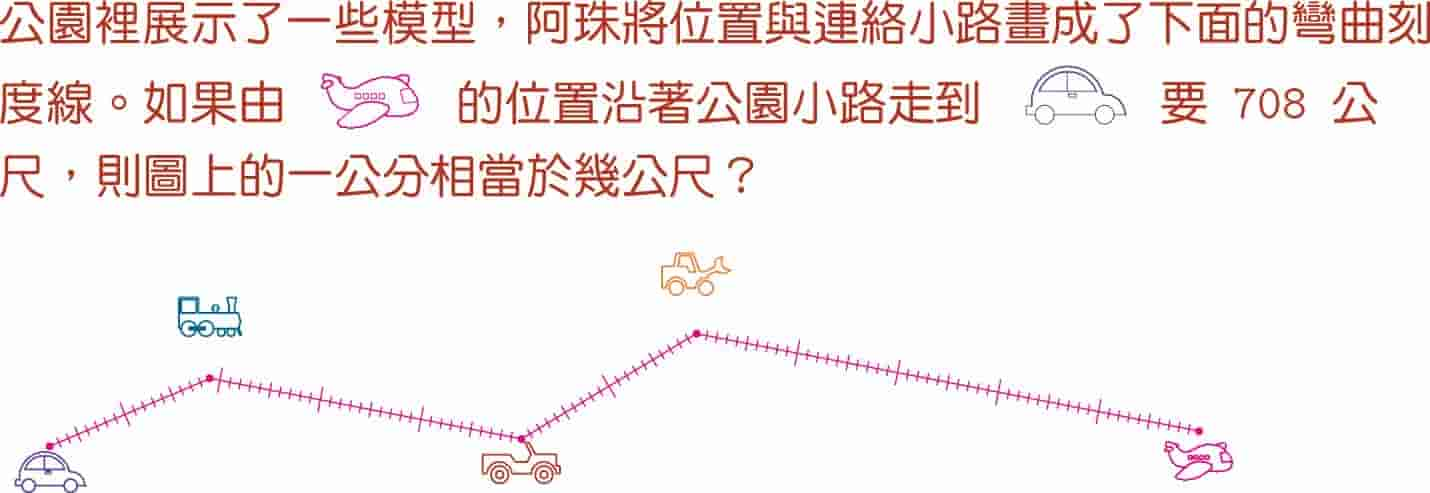 公園裡展示了一些模型，阿珠將位置與連絡小路畫成了下面的彎曲刻
度線。如果由 的位置沿著公園小路走到 要 708 公
尺，則圖上的一公分相當於幾公尺？